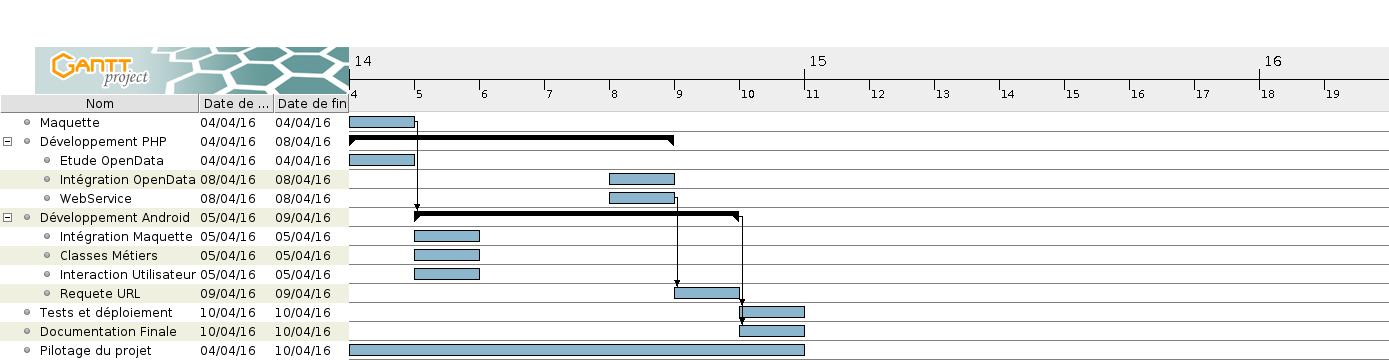 GANTT
project
14 15 16
4 5 6 7 8 9 10 11 12 13 14 15 16 17 18 19
Nom Date de ... Date de fin
Maquette 04/04/16 04/04/16
Développement PHP 04/04/16 08/04/16
Etude OpenData 04/04/16 04/04/16
Intégration OpenData 08/04/16 08/04/16
WebService 08/04/16 08/04/16
Développement Android 05/04/16 09/04/16
Intégration Maquette 05/04/16 05/04/16
Classes Métiers 05/04/16 05/04/16
Interaction Utilisateur 05/04/16 05/04/16
Requete URL 09/04/16 09/04/16
Tests et déploiement 10/04/16 10/04/16
Documentation Finale 10/04/16 10/04/16
Pilotage du projet 04/04/16 10/04/16